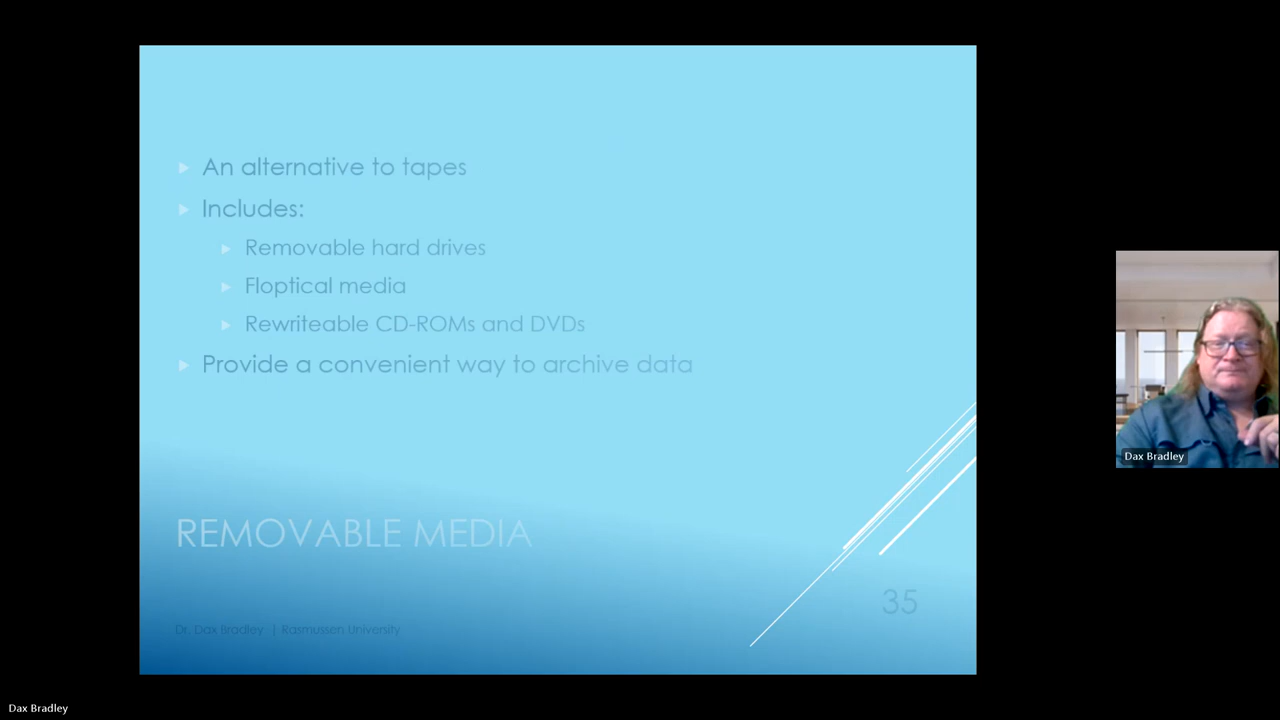 An alternative to tapes
Includes:
Removable hard drives
Floptical media
Rewriteable CD-ROMs and DVDs
Provide a convenient way to archive data
REMOVABLE MEDIA
35
Dr. Dax Bradley | Rasmussen University
Dax Bradley
Dax Bradley